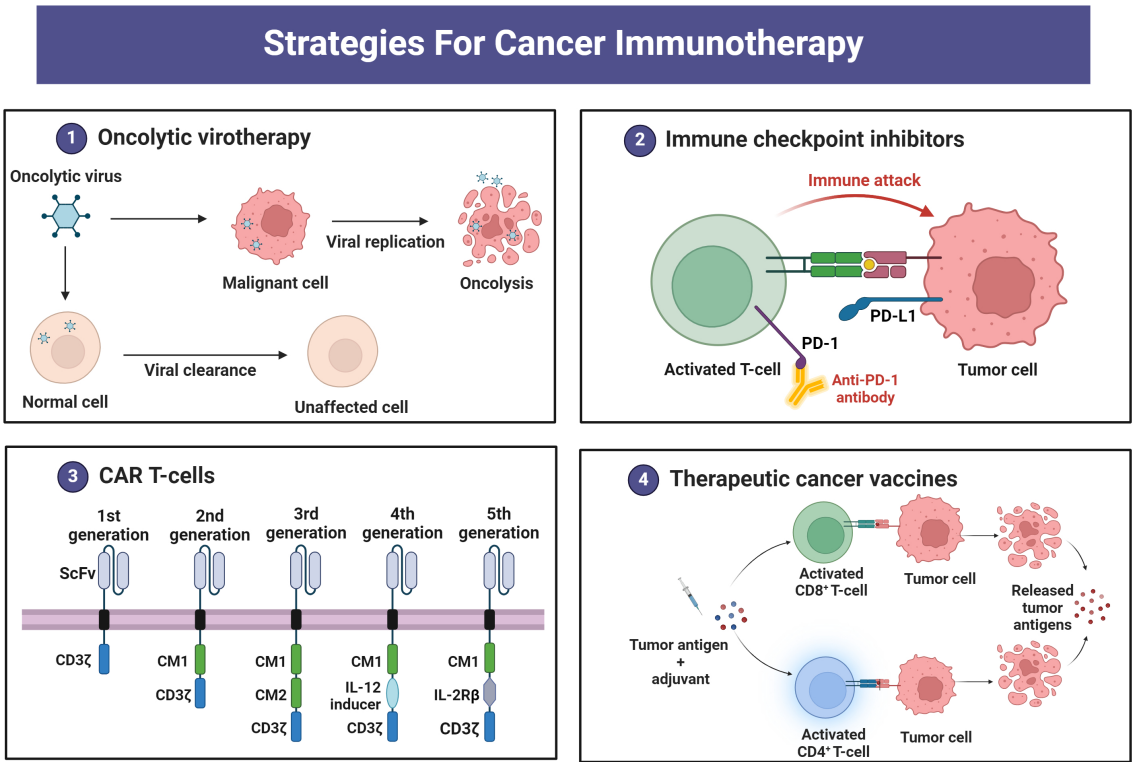 Strategies For Cancer Immunotherapy
1 Oncolytic virotherapy
Oncolytic virus
Malignant cell
Viral replication
Oncolysis
Normal cell
Viral clearance
Unaffected cell
2 Immune checkpoint inhibitors
Immune attack
PD-L1
PD-1
Activated T-cell
Tumor cell
Anti-PD-1
antibody
3 CAR T-cells
1st
generation
2nd
generation
3rd
generation
4th
generation
5th
generation
ScFv
CD3ζ
CM1
CD3ζ
CM1
CM2
CD3ζ
CM1
IL-12
inducer
CD3ζ
CM1
IL-2Rβ
CD3ζ
4 Therapeutic cancer vaccines
Tumor antigen
+
adjuvant
Activated
CD8⁺ T-cell
Tumor cell
Released
tumor
antigens
Activated
CD4⁺ T-cell
Tumor cell